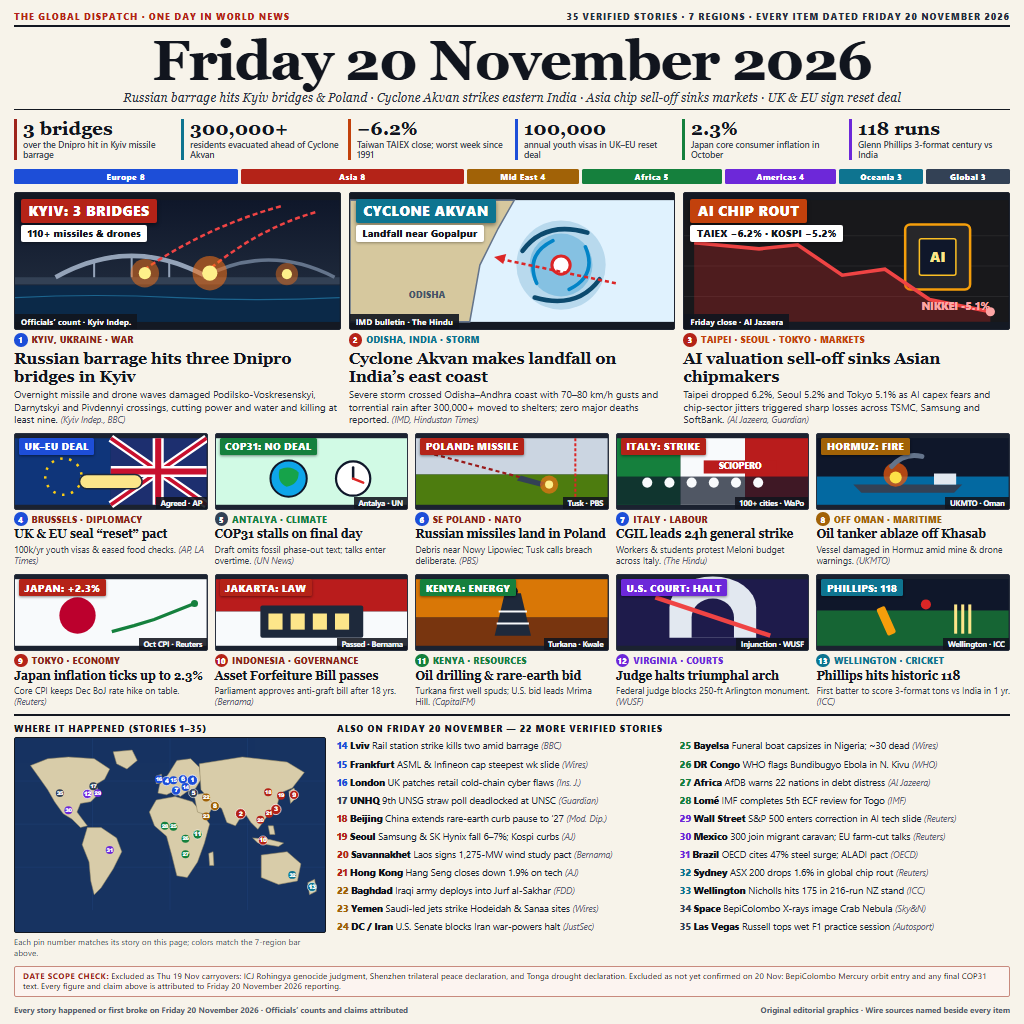 THE GLOBAL DISPATCH · ONE DAY IN WORLD NEWS
35 VERIFIED STORIES · 7 REGIONS · EVERY ITEM DATED FRIDAY 20 NOVEMBER 2026
Friday 20 November 2026
Russian barrage hits Kyiv bridges & Poland · Cyclone Akvan strikes eastern India · Asia chip sell-off sinks markets · UK & EU sign reset deal
3 bridges
over the Dnipro hit in Kyiv missile
barrage
300,000+
residents evacuated ahead of Cyclone
Akvan
−6.2%
Taiwan TAIEX close; worst week since
1991
100,000
annual youth visas in UK–EU reset
deal
2.3%
Japan core consumer inflation in
October
118 runs
Glenn Phillips 3-format century vs
India
Europe 8
Asia 8
Mid East 4
Africa 5
Americas 4
Oceania 3
Global 3
KYIV: 3 BRIDGES
110+ missiles & drones
Officials' count · Kyiv Indep.
CYCLONE AKVAN
Landfall near Gopalpur
ODISHA
IMD bulletin · The Hindu
AI CHIP ROUT
TAIEX −6.2% · KOSPI −5.2%
AI
NIKKEI −5.1%
Friday close · Al Jazeera
1 KYIV, UKRAINE · WAR
Russian barrage hits three Dnipro
bridges in Kyiv
Overnight missile and drone waves damaged Podilsko-Voskresenskyi,
Darnytskyi and Pivdennyi crossings, cutting power and water and killing at
least nine. (Kyiv Indep., BBC)
2 ODISHA, INDIA · STORM
Cyclone Akvan makes landfall on
India's east coast
Severe storm crossed Odisha–Andhra coast with 70–80 km/h gusts and
torrential rain after 300,000+ moved to shelters; zero major deaths
reported. (IMD, Hindustan Times)
3 TAIPEI · SEOUL · TOKYO · MARKETS
AI valuation sell-off sinks Asian
chipmakers
Taipei dropped 6.2%, Seoul 5.2% and Tokyo 5.1% as AI capex fears and
chip-sector jitters triggered sharp losses across TSMC, Samsung and
SoftBank. (Al Jazeera, Guardian)
UK–EU DEAL
Agreed · AP
COP31: NO DEAL
Antalya · UN
POLAND: MISSILE
Tusk · PBS
ITALY: STRIKE
SCIOPERO
100+ cities · WaPo
HORMUZ: FIRE
UKMTO · Oman
4 BRUSSELS · DIPLOMACY
UK & EU seal “reset” pact
100k/yr youth visas & eased food checks. (AP, LA
Times)
5 ANTALYA · CLIMATE
COP31 stalls on final day
Draft omits fossil phase-out text; talks enter
overtime. (UN News)
6 SE POLAND · NATO
Russian missiles land in Poland
Debris near Nowy Lipowiec; Tusk calls breach
deliberate. (PBS)
7 ITALY · LABOUR
CGIL leads 24h general strike
Workers & students protest Meloni budget
across Italy. (The Hindu)
8 OFF OMAN · MARITIME
Oil tanker ablaze off Khasab
Vessel damaged in Hormuz amid mine & drone
warnings. (UKMTO)
JAPAN: +2.3%
Oct CPI · Reuters
JAKARTA: LAW
Passed · Bernama
KENYA: ENERGY
Turkana · Kwale
U.S. COURT: HALT
Injunction · WUSF
PHILLIPS: 118
Wellington · ICC
9 TOKYO · ECONOMY
Japan inflation ticks up to 2.3%
Core CPI keeps Dec BoJ rate hike on table.
(Reuters)
10 INDONESIA · GOVERNANCE
Asset Forfeiture Bill passes
Parliament approves anti-graft bill after 18 yrs.
(Bernama)
11 KENYA · RESOURCES
Oil drilling & rare-earth bid
Turkana first well spuds; U.S. bid leads Mrima
Hill. (CapitalFM)
12 VIRGINIA · COURTS
Judge halts triumphal arch
Federal judge blocks 250-ft Arlington monument.
(WUSF)
13 WELLINGTON · CRICKET
Phillips hits historic 118
First batter to score 3-format tons vs India in 1 yr.
(ICC)
WHERE IT HAPPENED (STORIES 1–35)
Each pin number matches its story on this page; colors match the 7-region bar
above.
ALSO ON FRIDAY 20 NOVEMBER — 22 MORE VERIFIED STORIES
14 Lviv Rail station strike kills two amid barrage (BBC)
15 Frankfurt ASML & Infineon cap steepest wk slide (Wires)
16 London UK patches retail cold-chain cyber flaws (Ins. J.)
17 UNHQ 9th UNSG straw poll deadlocked at UNSC (Guardian)
18 Beijing China extends rare-earth curb pause to '27 (Mod. Dip.)
19 Seoul Samsung & SK Hynix fall 6–7%; Kospi curbs (AJ)
20 Savannakhet Laos signs 1,275-MW wind study pact (Bernama)
21 Hong Kong Hang Seng closes down 1.9% on tech (AJ)
22 Baghdad Iraqi army deploys into Jurf al-Sakhar (FDD)
23 Yemen Saudi-led jets strike Hodeidah & Sanaa sites (Wires)
24 DC / Iran U.S. Senate blocks Iran war-powers halt (JustSec)
25 Bayelsa Funeral boat capsizes in Nigeria; ~30 dead (Wires)
26 DR Congo WHO flags Bundibugyo Ebola in N. Kivu (WHO)
27 Africa AfDB warns 22 nations in debt distress (Al Jazeera)
28 Lomé IMF completes 5th ECF review for Togo (IMF)
29 Wall Street S&P 500 enters correction in AI tech slide (Reuters)
30 Mexico 300 join migrant caravan; EU farm-cut talks (Reuters)
31 Brazil OECD cites 47% steel surge; ALADI pact (OECD)
32 Sydney ASX 200 drops 1.6% in global chip rout (Reuters)
33 Wellington Nicholls hits 175 in 216-run NZ stand (ICC)
34 Space BepiColombo X-rays image Crab Nebula (Sky&N)
35 Las Vegas Russell tops wet F1 practice session (Autosport)
DATE SCOPE CHECK: Excluded as Thu 19 Nov carryovers: ICJ Rohingya genocide judgment, Shenzhen trilateral peace declaration, and Tonga drought declaration. Excluded as not yet confirmed on 20 Nov: BepiColombo Mercury orbit entry and any final COP31
text. Every figure and claim above is attributed to Friday 20 November 2026 reporting.
Every story happened or first broke on Friday 20 November 2026 · Officials' counts and claims attributed
Original editorial graphics · Wire sources named beside every item